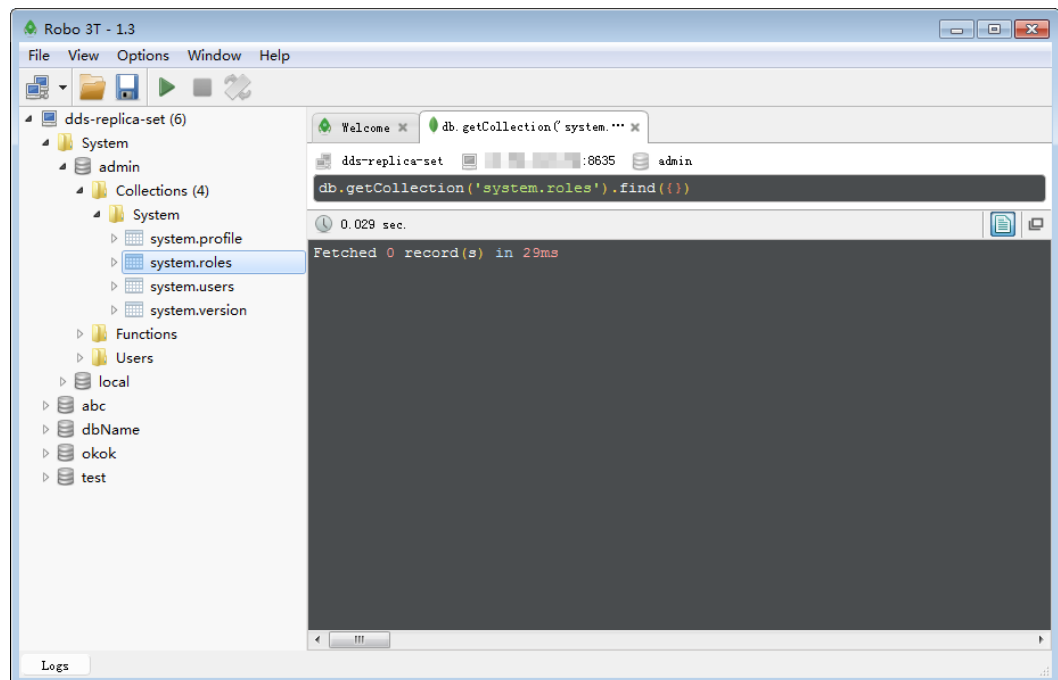 Robo 3T - 1.3
File View Options Window Help
dds-replica-set (6)
System
admin
Collections (4)
System
system.profile
system.roles
system.users
system.version
Functions
Users
local
abc
dbName
okok
test
Welcome
db.getCollection('system.…
dds-replica-set :8635 admin
db.getCollection('system.roles').find({})
0.029 sec.
Fetched 0 record(s) in 29ms
Logs